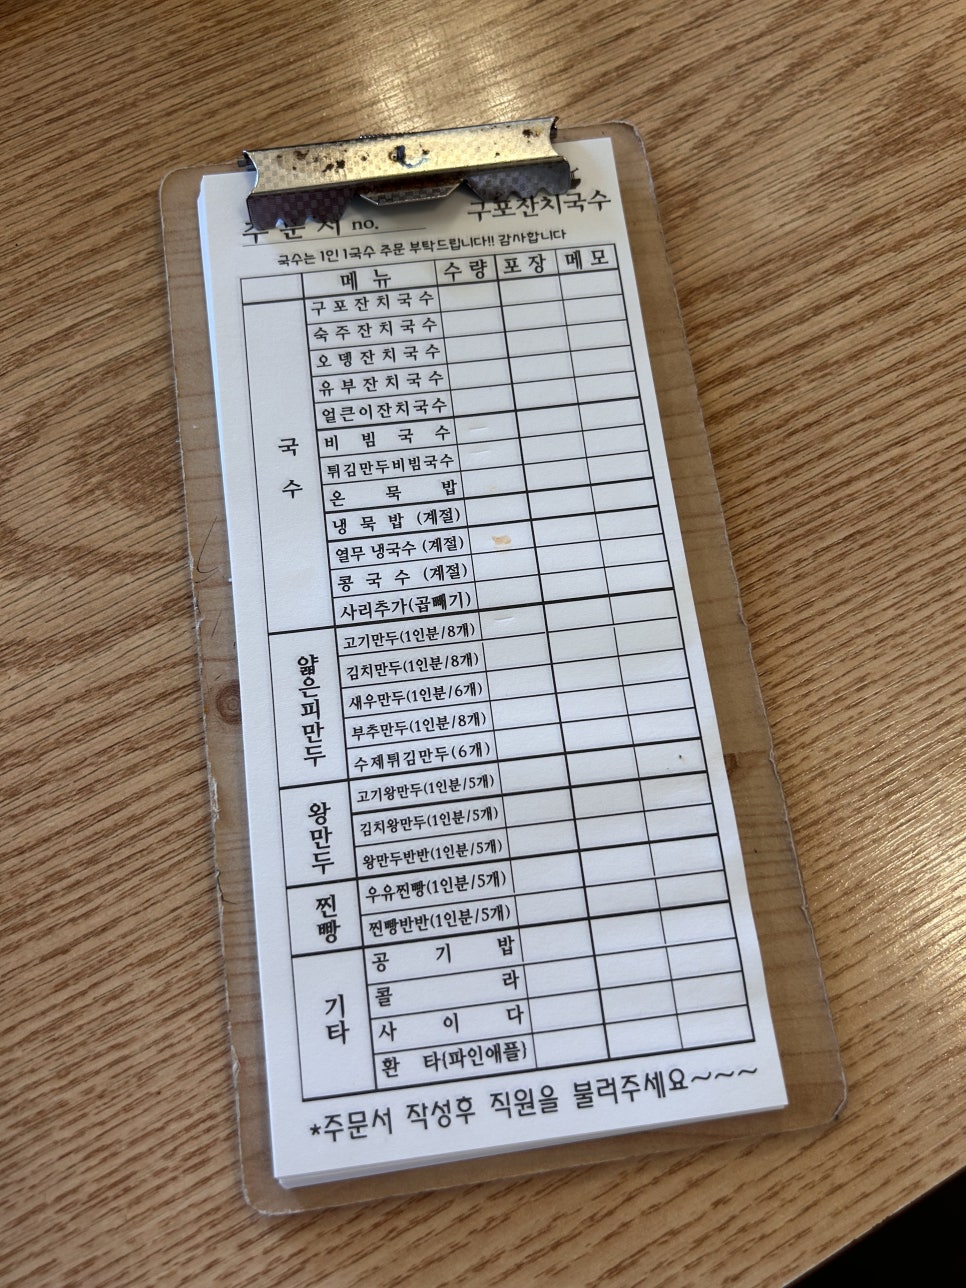 주문서 no. 구포잔치국수
국수는 1인 1국수 주문 부탁드립니다!! 감사합니다
메 뉴 수 량 포 장 메 모
국수
구포잔치국수
숙주잔치국수
오뎅잔치국수
유부잔치국수
얼큰이잔치국수
비 빔 국 수
튀김만두비빔국수
온 묵 밥
냉 묵 밥 (계절)
열무 냉국수 (계절)
콩 국 수 (계절)
사리추가(곱빼기)
얇은피만두
고기만두(1인분/8개)
김치만두(1인분/8개)
새우만두(1인분/6개)
부추만두(1인분/8개)
수제튀김만두(6개)
왕만두
고기왕만두(1인분/5개)
김치왕만두(1인분/5개)
왕만두반반(1인분/5개)
찐빵
우유찐빵(1인분/5개)
찐빵반반(1인분/5개)
기타
공 기 밥
콜 라
사 이 다
환 타{파인애플}
*주문서 작성후 직원을 불러주세요~~~